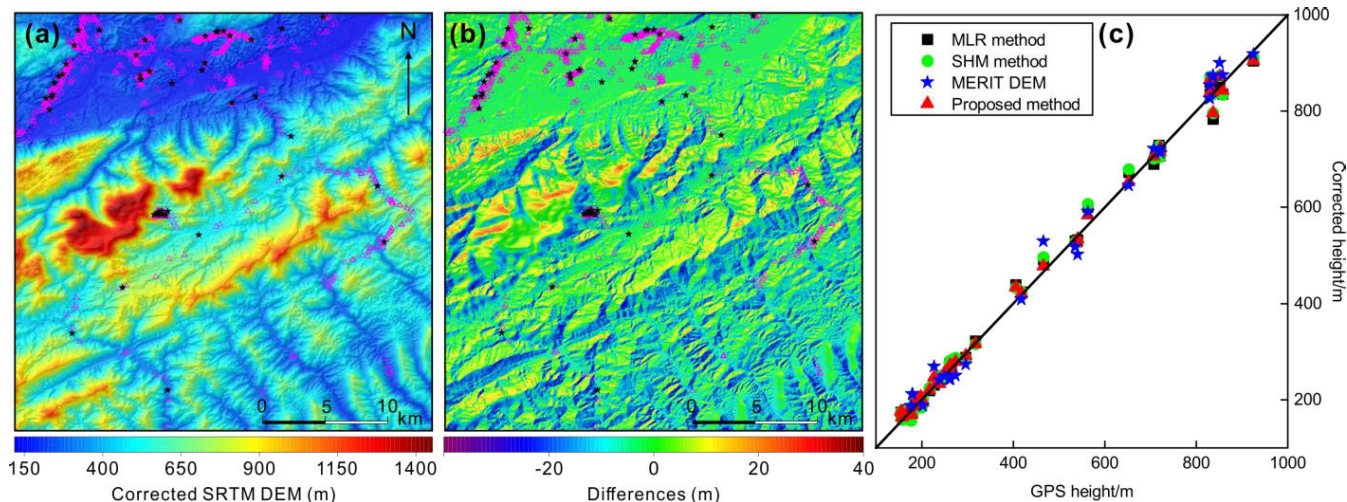 (a)
N
0 5 10
km
150 400 650 900 1150 1400
Corrected SRTM DEM (m)
(b)
0 5 10
km
-20 0 20 40
Differences (m)
(c)
MLR method
SHM method
MERIT DEM
Proposed method
1000
800
600
400
200
Corrected height/m
200 400 600 800 1000
GPS height/m